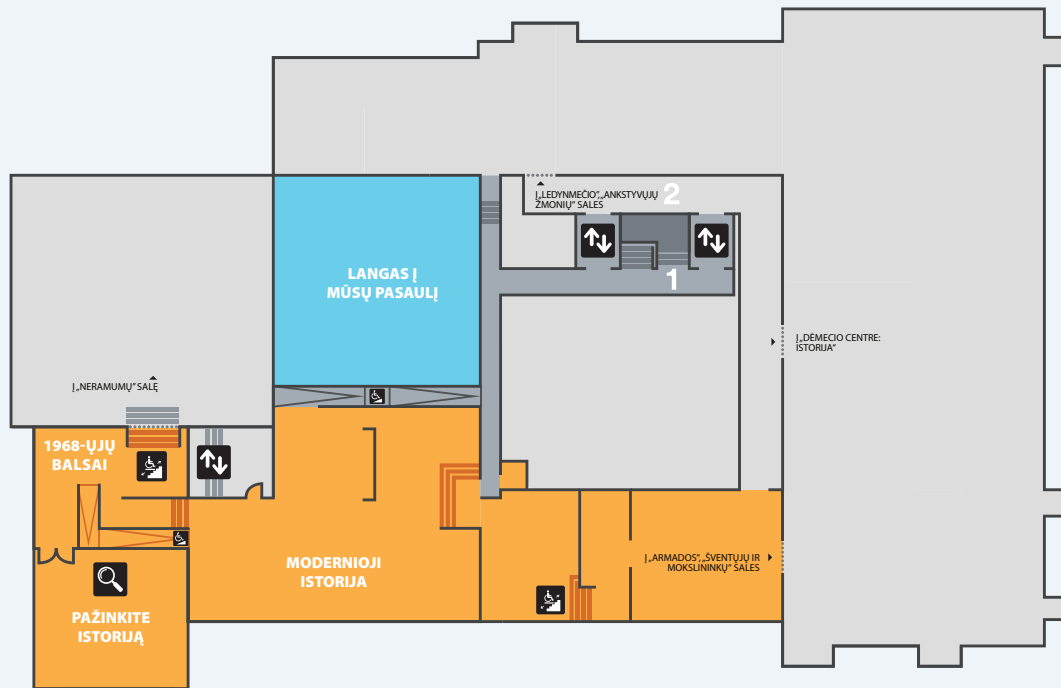 Į „LEDYNMEČIO”, „ANKSTYVŲJŲ
ŽMONIŲ” SALES
2
1
LANGAS Į
MŪSŲ PASAULĮ
Į „DĖMECIO CENTRE:
ISTORIJA”
Į „NERAMUMŲ” SALĘ
1968-ŲJŲ
BALSAI
MODERNIOJI
ISTORIJA
Į „ARMADOS”, „ŠVENTŲJŲ IR
MOKSLININKŲ” SALES
PAŽINKITE
ISTORIJĄ